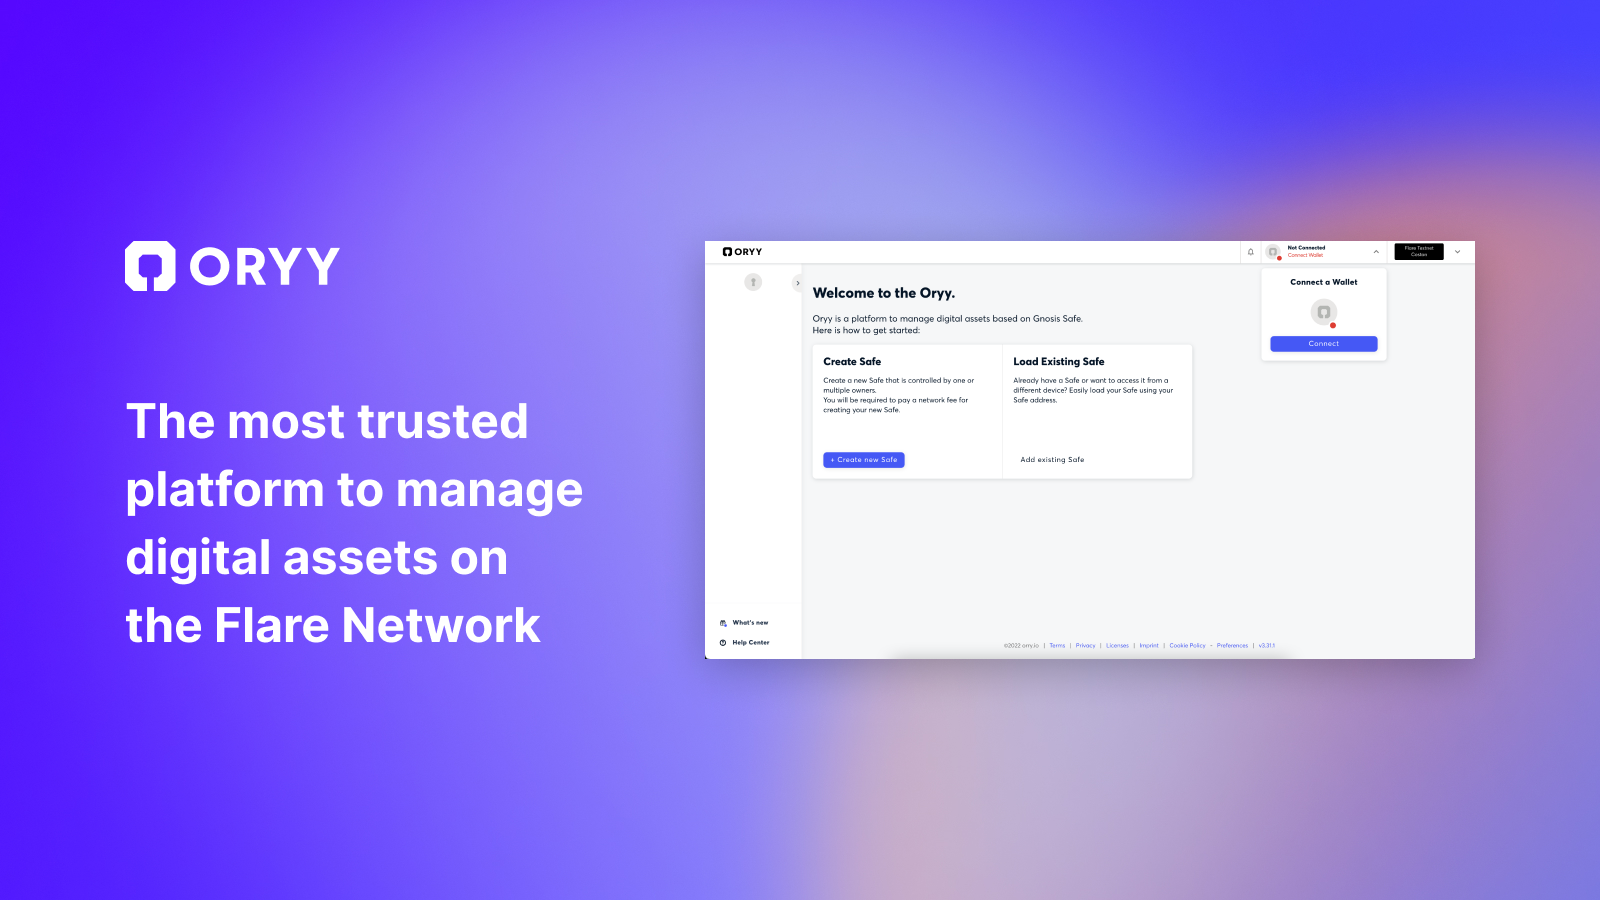 ORYY
The most trusted
platform to manage
digital assets on
the Flare Network
ORYY
Not Connected
Connect Wallet
Flare Testnet
Coston
Connect a Wallet
Connect
Welcome to the Oryy.
Oryy is a platform to manage digital assets based on Gnosis Safe.
Here is how to get started:
Create Safe
Create a new Safe that is controlled by one or
multiple owners.
You will be required to pay a network fee for
creating your new Safe.
+ Create new Safe
Load Existing Safe
Already have a Safe or want to access it from a
different device? Easily load your Safe using your
Safe address.
Add existing Safe
What's new
Help Center
©2022 orry.io | Terms | Privacy | Licenses | Imprint | Cookie Policy - Preferences | v3.31.1